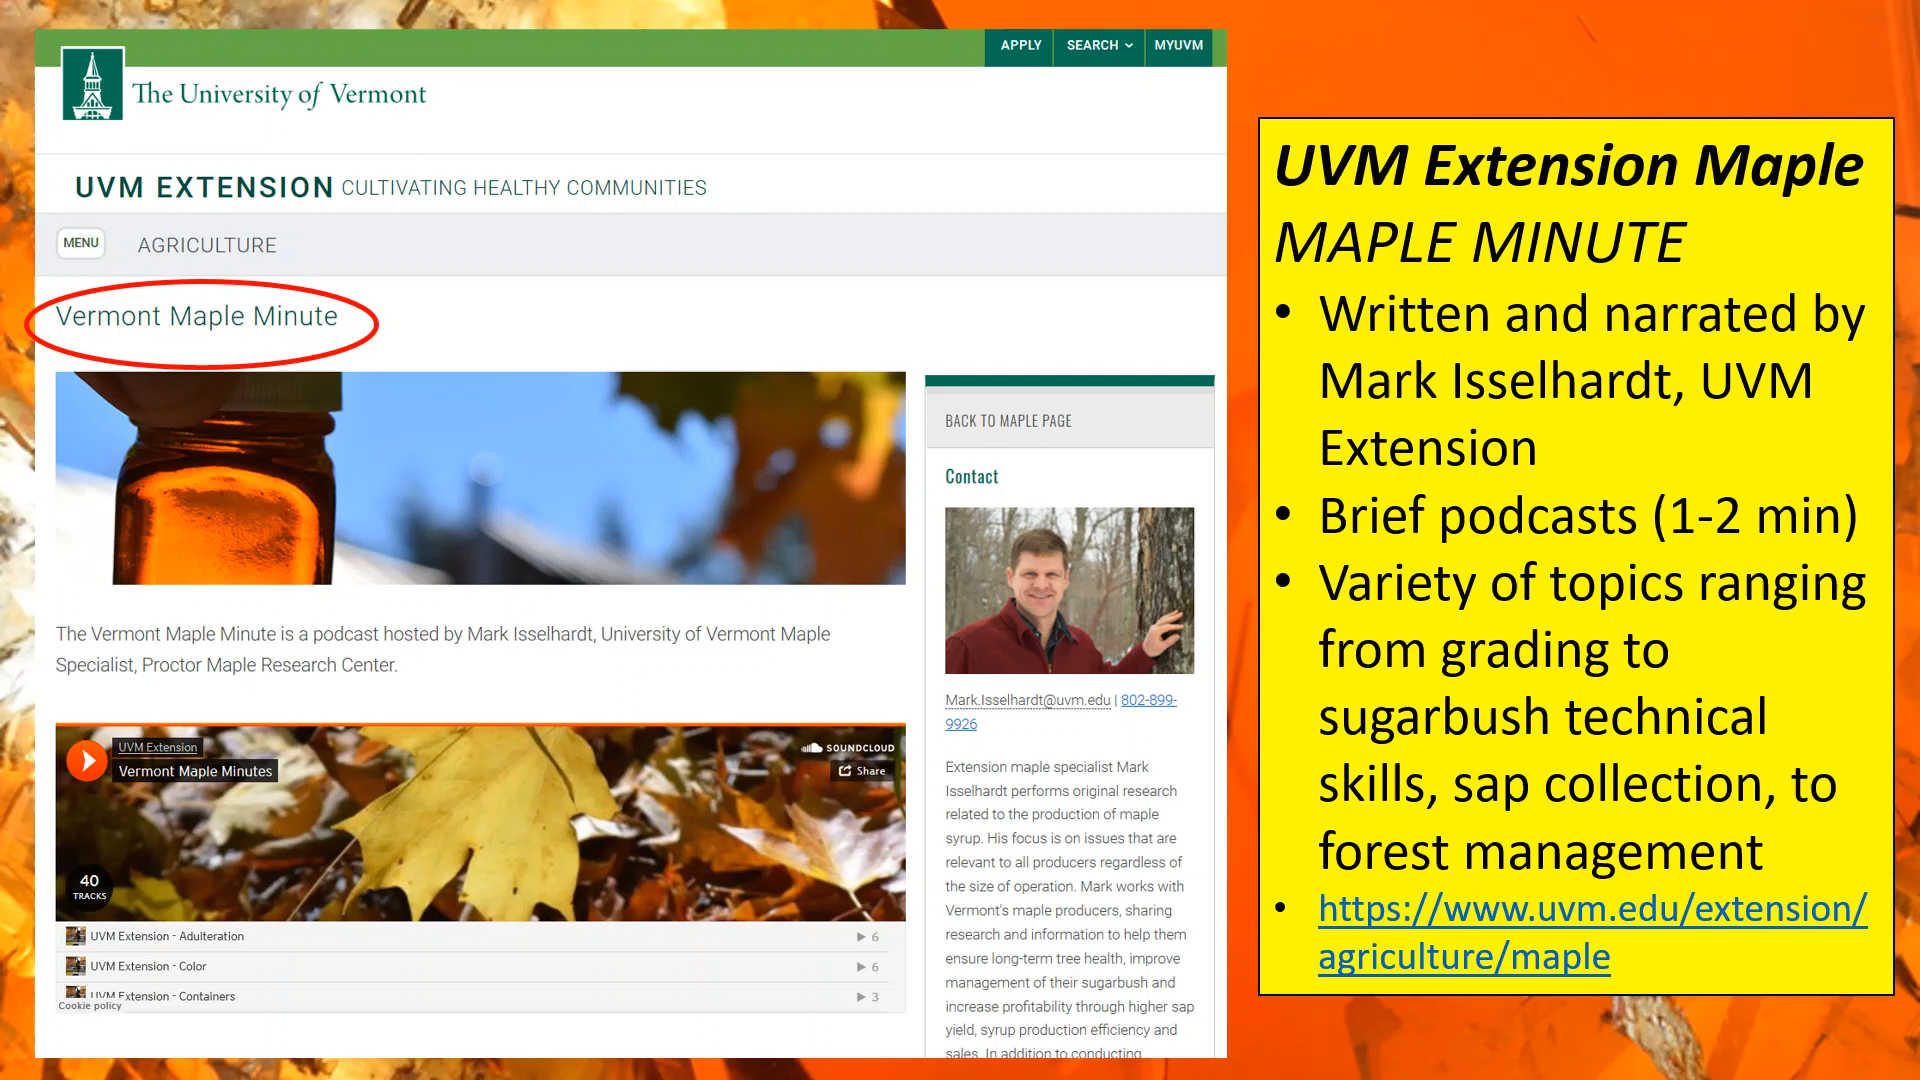 APPLY SEARCH MYUVM
The University of Vermont
UVM EXTENSION CULTIVATING HEALTHY COMMUNITIES
MENU AGRICULTURE
Vermont Maple Minute
The Vermont Maple Minute is a podcast hosted by Mark Isselhardt, University of Vermont Maple
Specialist, Proctor Maple Research Center.
UVM Extension
Vermont Maple Minutes
SOUNDCLOUD
Share
40
TRACKS
UVM Extension - Adulteration 6
UVM Extension - Color 6
UVM Extension - Containers 3
Cookie policy
BACK TO MAPLE PAGE
Contact
Mark.Isselhardt@uvm.edu | 802-899-
9926
Extension maple specialist Mark
Isselhardt performs original research
related to the production of maple
syrup. His focus is on issues that are
relevant to all producers regardless of
the size of operation. Mark works with
Vermont's maple producers, sharing
research and information to help them
ensure long-term tree health, improve
management of their sugarbush and
increase profitability through higher sap
yield, syrup production efficiency and
sales. In addition to conducting
UVM Extension Maple
MAPLE MINUTE
• Written and narrated by
Mark Isselhardt, UVM
Extension
• Brief podcasts (1-2 min)
• Variety of topics ranging
from grading to
sugarbush technical
skills, sap collection, to
forest management
• https://www.uvm.edu/extension/
agriculture/maple